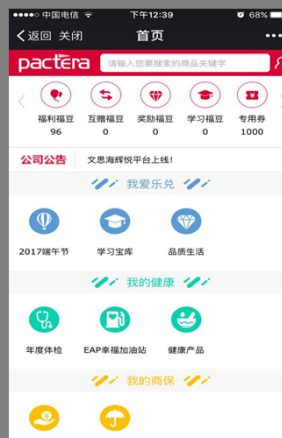 中国电信 下午12:39 68%
返回 关闭 首页
pactera 请输入您要搜索的商品关键字
福利福豆 互赠福豆 奖励福豆 学习福豆 专用券
96 0 0 0 1000
公司公告 文思海辉悦平台上线!
我爱乐兑
2017端午节 学习宝库 品质生活
我的健康
年度体检 EAP幸福加油站 健康产品
我的商保